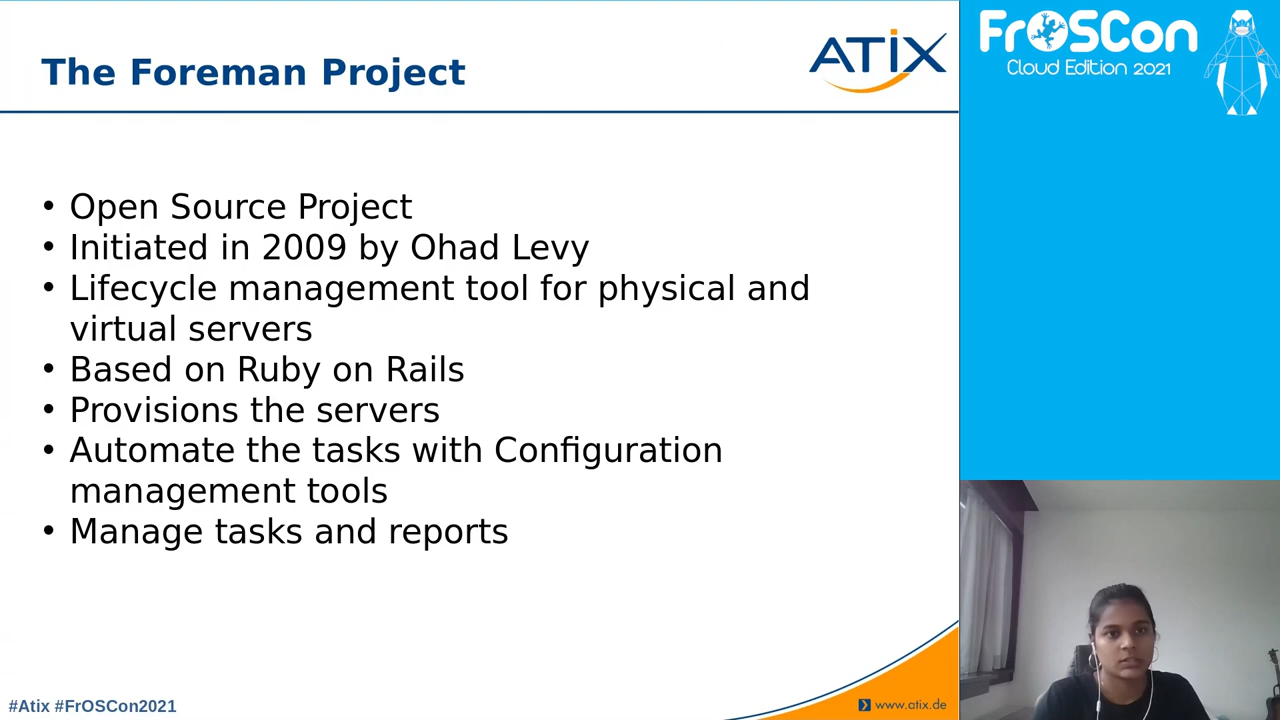 The Foreman Project
ATIX
FrOSCon
Cloud Edition 2021
• Open Source Project
• Initiated in 2009 by Ohad Levy
• Lifecycle management tool for physical and
virtual servers
• Based on Ruby on Rails
• Provisions the servers
• Automate the tasks with Configuration
management tools
• Manage tasks and reports
#Atix #FrOSCon2021
www.atix.de